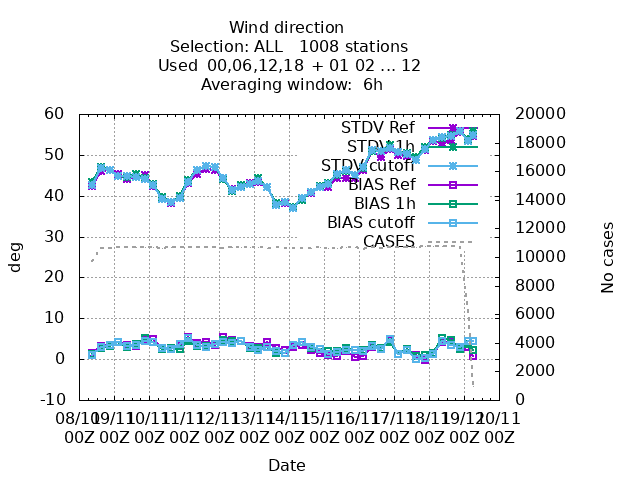 Wind direction
Selection: ALL   1008 stations
Used  00,06,12,18  + 01 02 ... 12
Averaging window:  6h
60
50
40
30
20
10
0
-10
deg
20000
18000
16000
14000
12000
10000
8000
6000
4000
2000
0
No cases
STDV Ref
STDV 1h
STDV cutoff
BIAS Ref
BIAS 1h
BIAS cutoff
CASES
08/10 09/11 10/11 11/11 12/11 13/11 14/11 15/11 16/11 17/11 18/11 19/12 20/11
00Z 00Z 00Z 00Z 00Z 00Z 00Z 00Z 00Z 00Z 00Z 00Z 00Z
Date